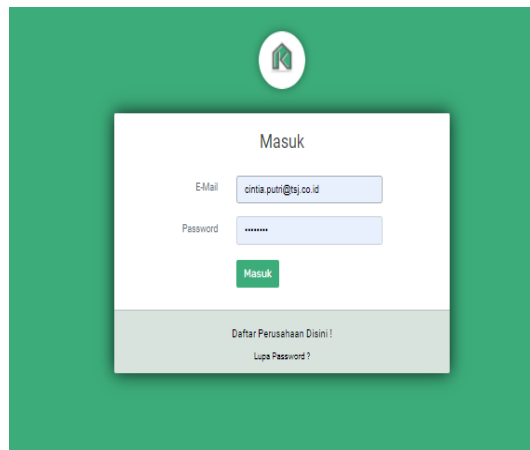 Masuk
E-Mail
cintia.putri@tsj.co.id
Password
••••••••
Masuk
Daftar Perusahaan Disini !
Lupa Password ?